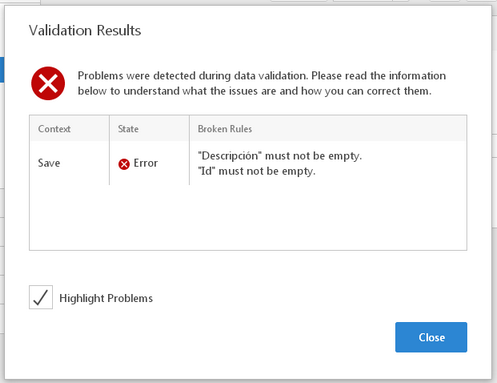 Validation Results
Problems were detected during data validation. Please read the information
below to understand what the issues are and how you can correct them.
Context State Broken Rules
Save Error "Descripción" must not be empty.
"Id" must not be empty.
Highlight Problems
Close